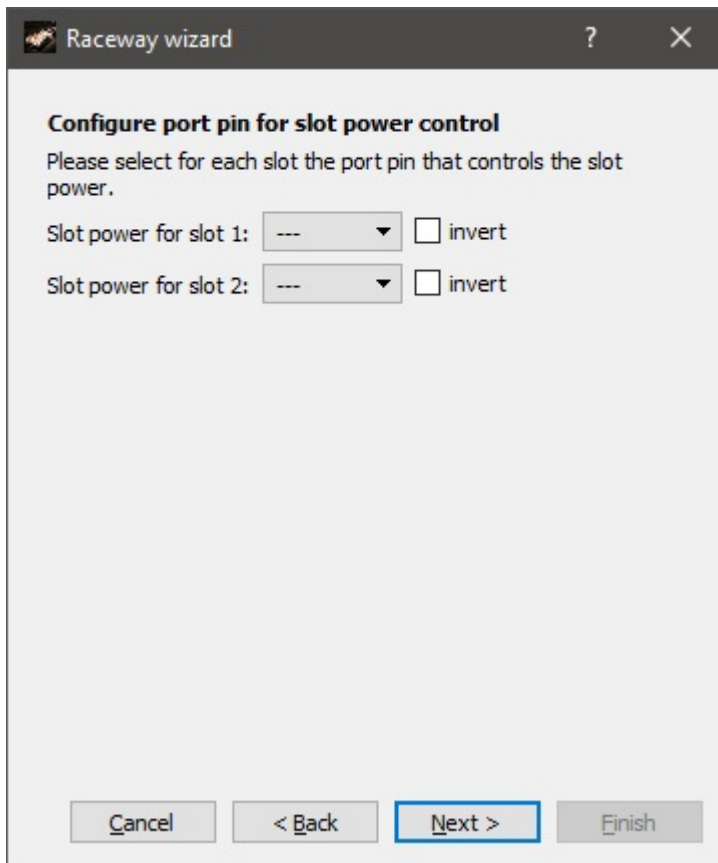 Raceway wizard ?
Configure port pin for slot power control
Please select for each slot the port pin that controls the slot
power.
Slot power for slot 1: --- invert
Slot power for slot 2: --- invert
Cancel < Back Next > Finish